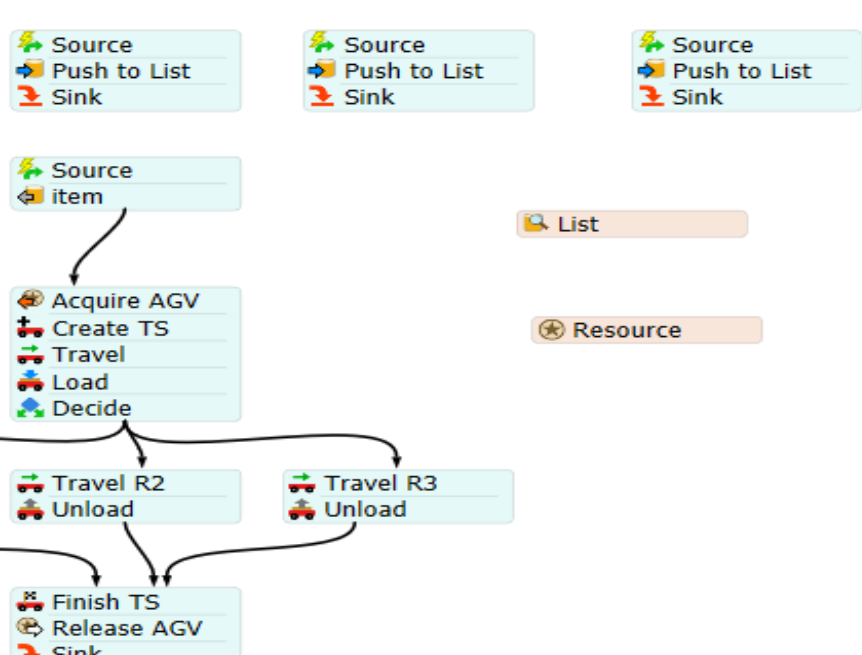 Source
Push to List
Sink
Source
Push to List
Sink
Source
Push to List
Sink
Source
item
List
Acquire AGV
Create TS
Travel
Load
Decide
Resource
Travel R2
Unload
Travel R3
Unload
Finish TS
Release AGV
Sink